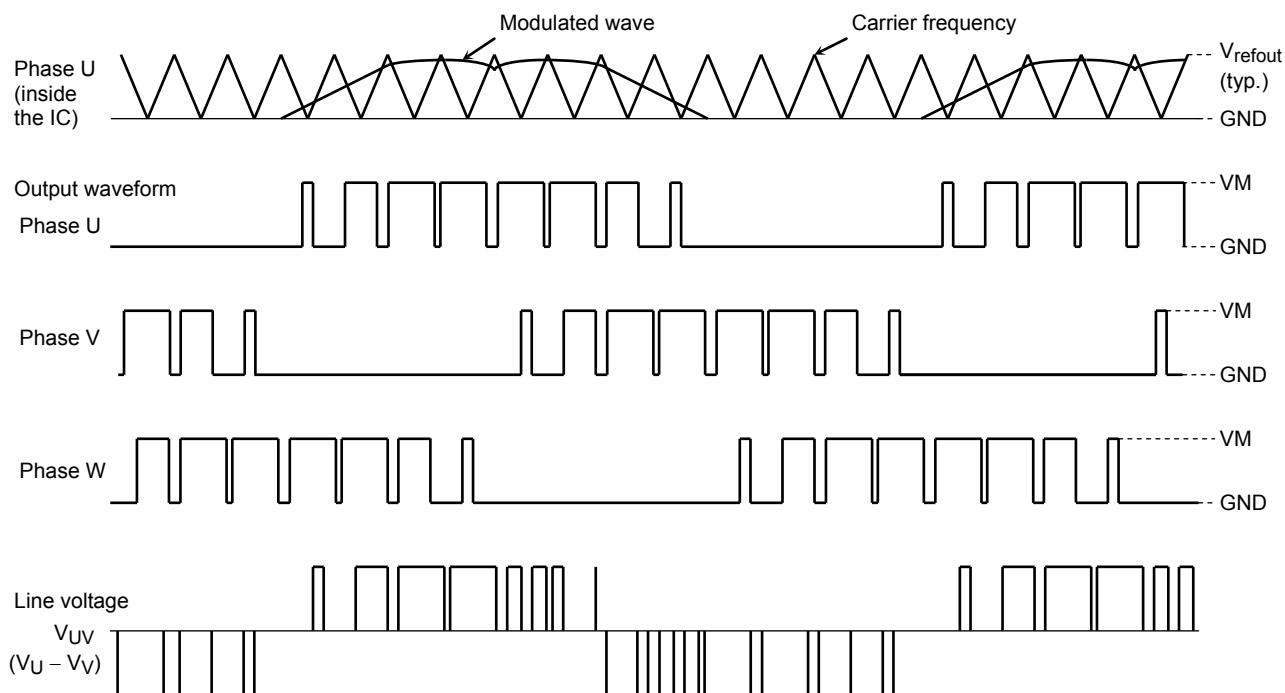 Modulated wave
Carrier frequency
Phase U
(inside
the IC)
Vrefout
(typ.)
GND
Output waveform
Phase U
VM
GND
Phase V
VM
GND
Phase W
VM
GND
Line voltage
VUV
(VU – VV)